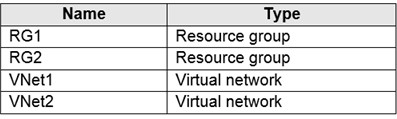 Name Type
RG1 Resource group
RG2 Resource group
VNet1 Virtual network
VNet2 Virtual network